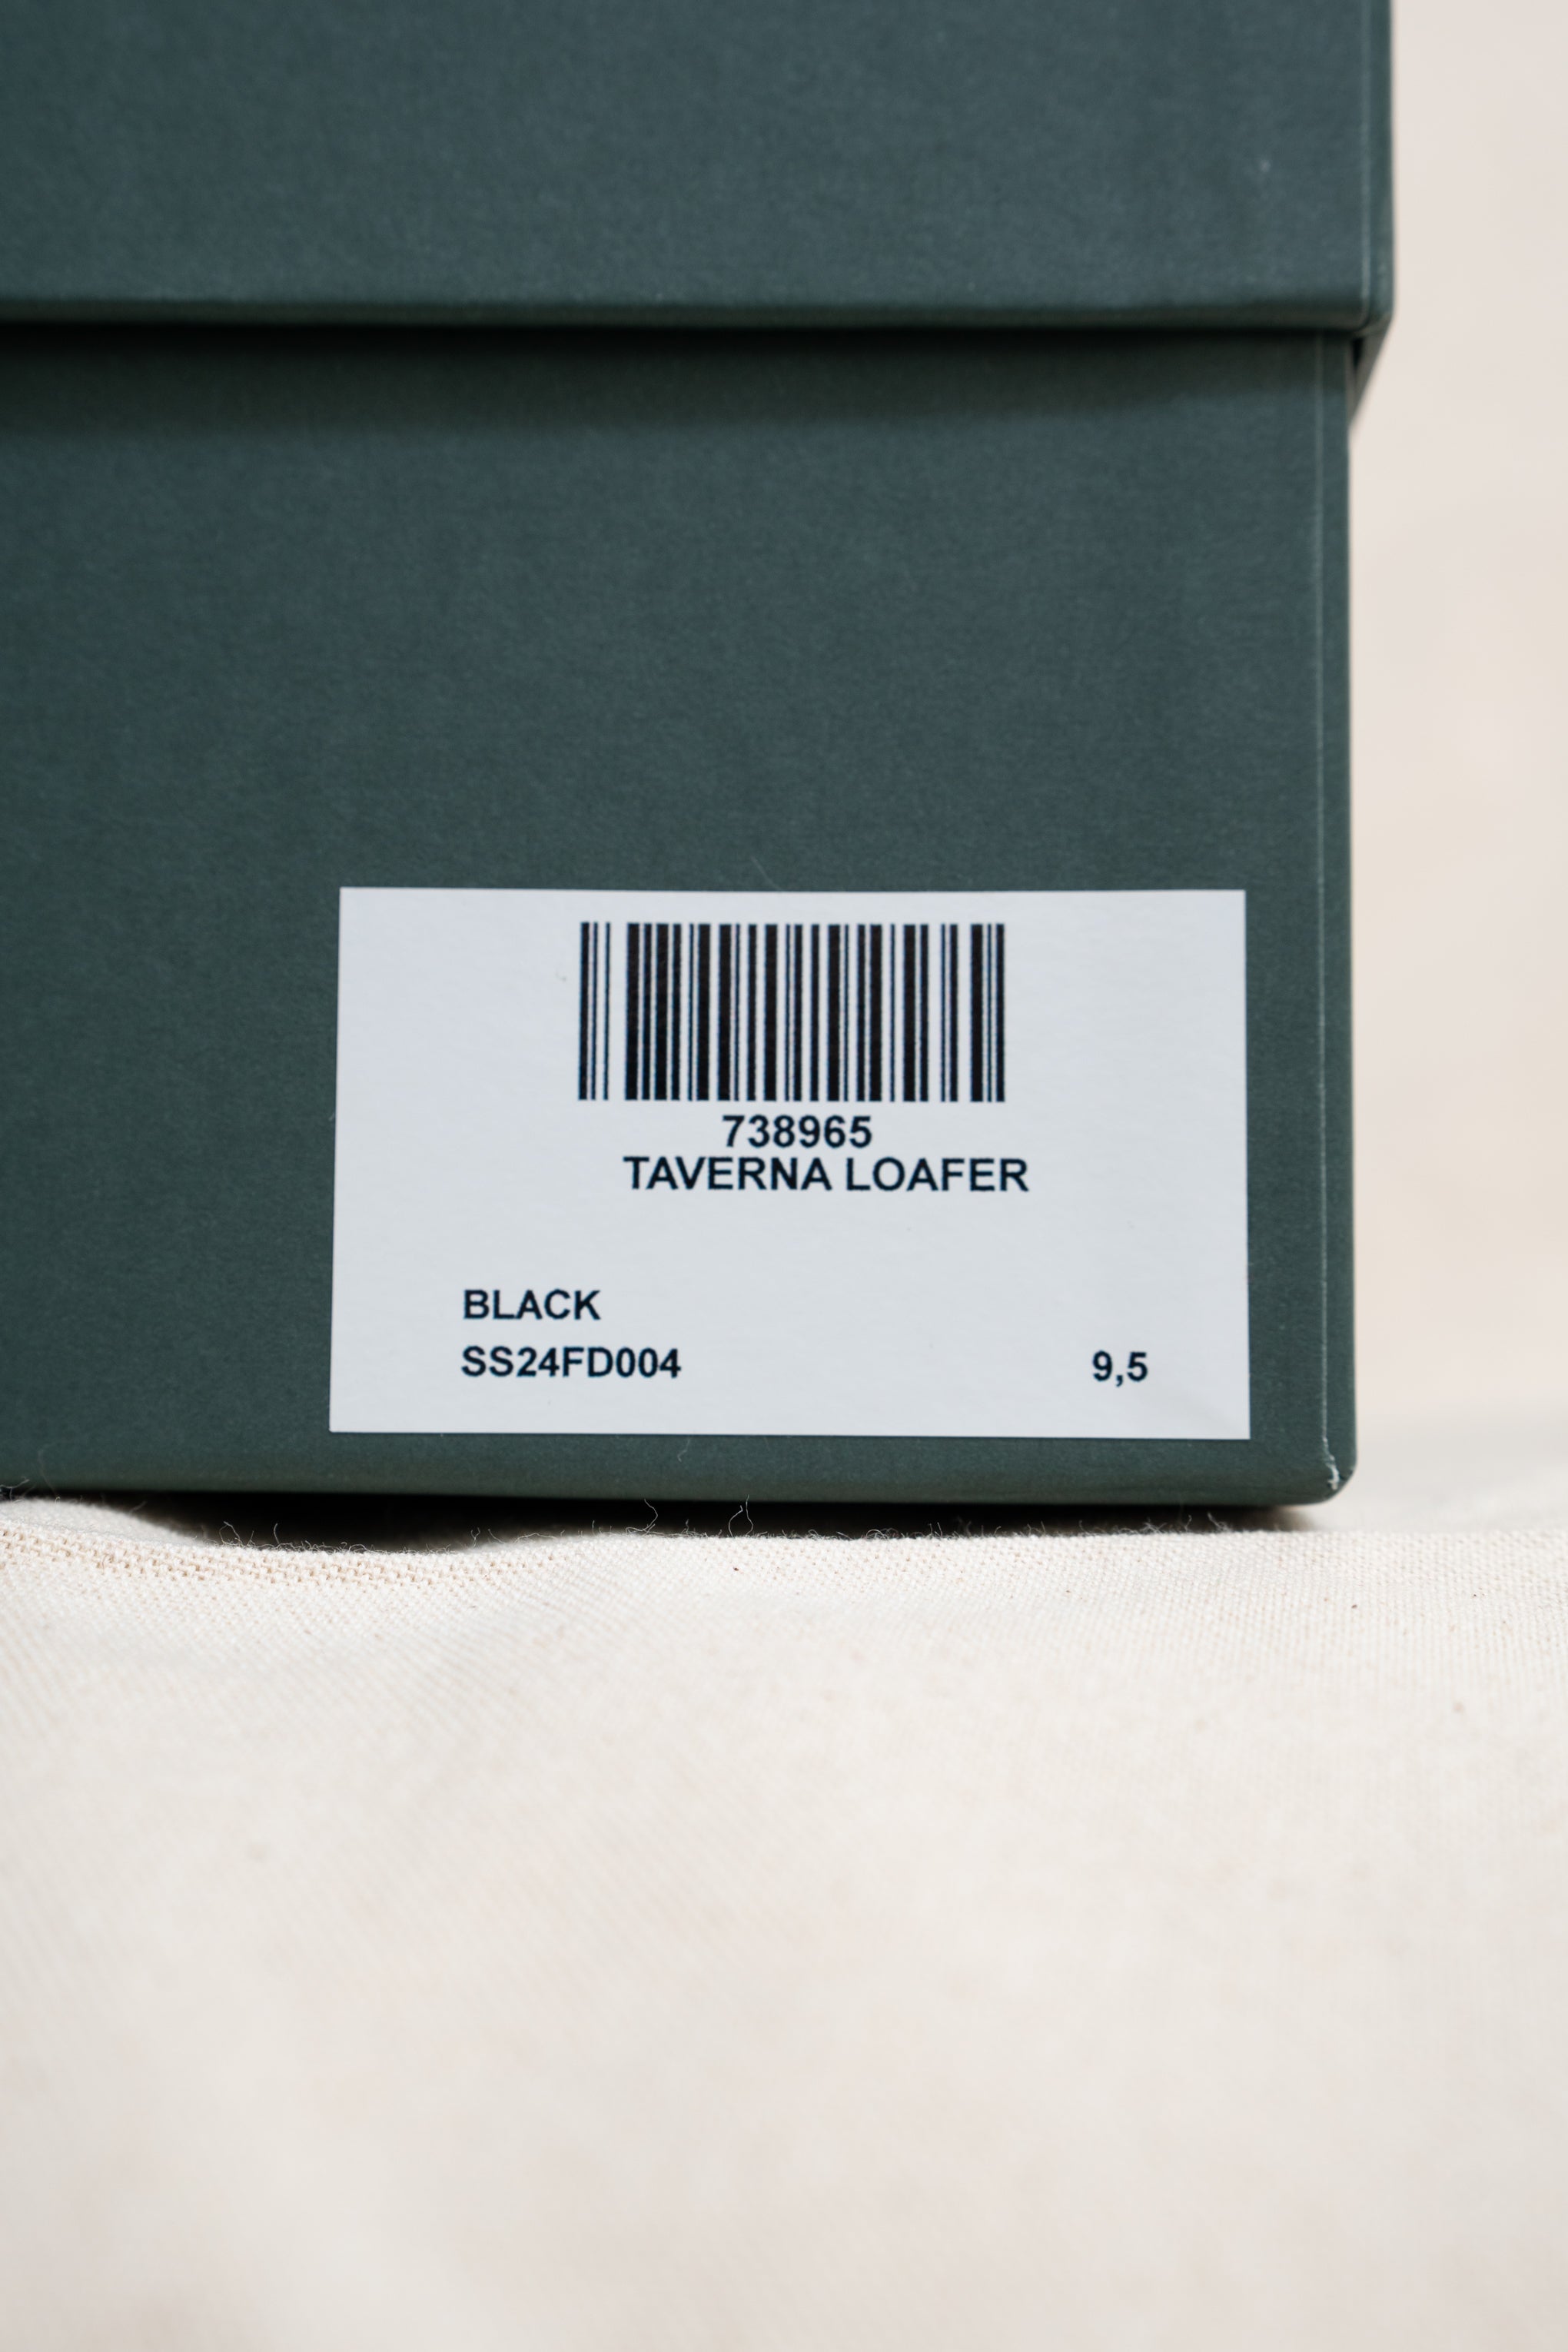 738965
TAVERNA LOAFER
BLACK
SS24FD004
9,5